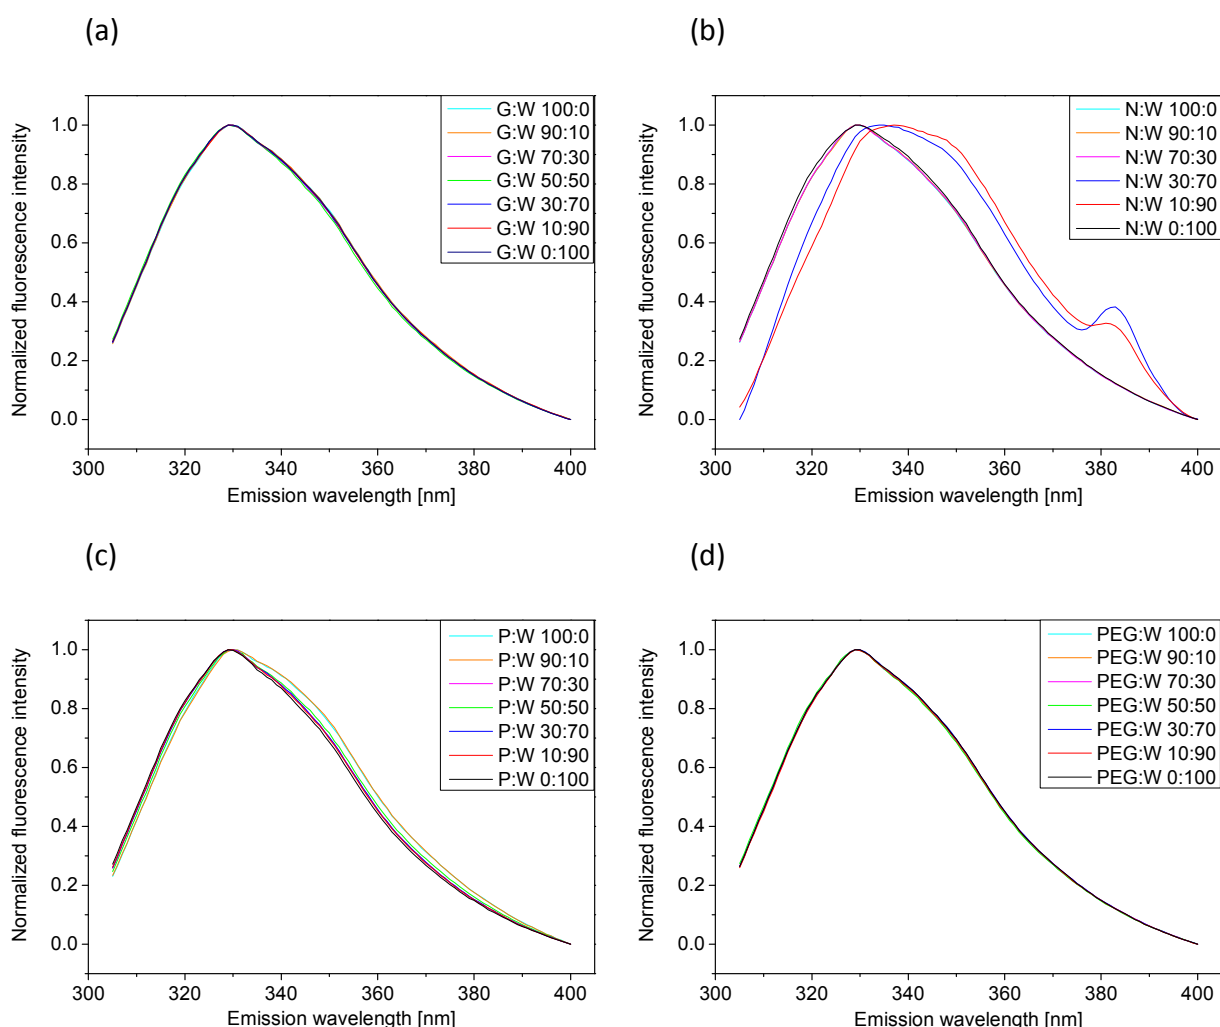 (a)
Normalized fluorescence intensity
1.0
0.8
0.6
0.4
0.2
0.0
300
320
340
360
380
400
Emission wavelength [nm]
G:W 100:0
G:W 90:10
G:W 70:30
G:W 50:50
G:W 30:70
G:W 10:90
G:W 0:100
(b)
Normalized fluorescence intensity
1.0
0.8
0.6
0.4
0.2
0.0
300
320
340
360
380
400
Emission wavelength [nm]
N:W 100:0
N:W 90:10
N:W 70:30
N:W 30:70
N:W 10:90
N:W 0:100
(c)
Normalized fluorescence intensity
1.0
0.8
0.6
0.4
0.2
0.0
300
320
340
360
380
400
Emission wavelength [nm]
P:W 100:0
P:W 90:10
P:W 70:30
P:W 50:50
P:W 30:70
P:W 10:90
P:W 0:100
(d)
Normalized fluorescence intensity
1.0
0.8
0.6
0.4
0.2
0.0
300
320
340
360
380
400
Emission wavelength [nm]
PEG:W 100:0
PEG:W 90:10
PEG:W 70:30
PEG:W 50:50
PEG:W 30:70
PEG:W 10:90
PEG:W 0:100